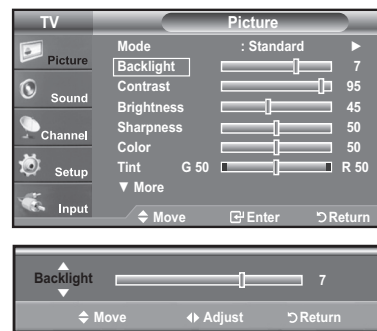 TV Picture
Picture
Sound
Channel
Setup
Input
Mode : Standard ►
Backlight 7
Contrast 95
Brightness 45
Sharpness 50
Color 50
Tint G 50 R 50
▼ More
Move Enter Return
Backlight 7
Move Adjust Return